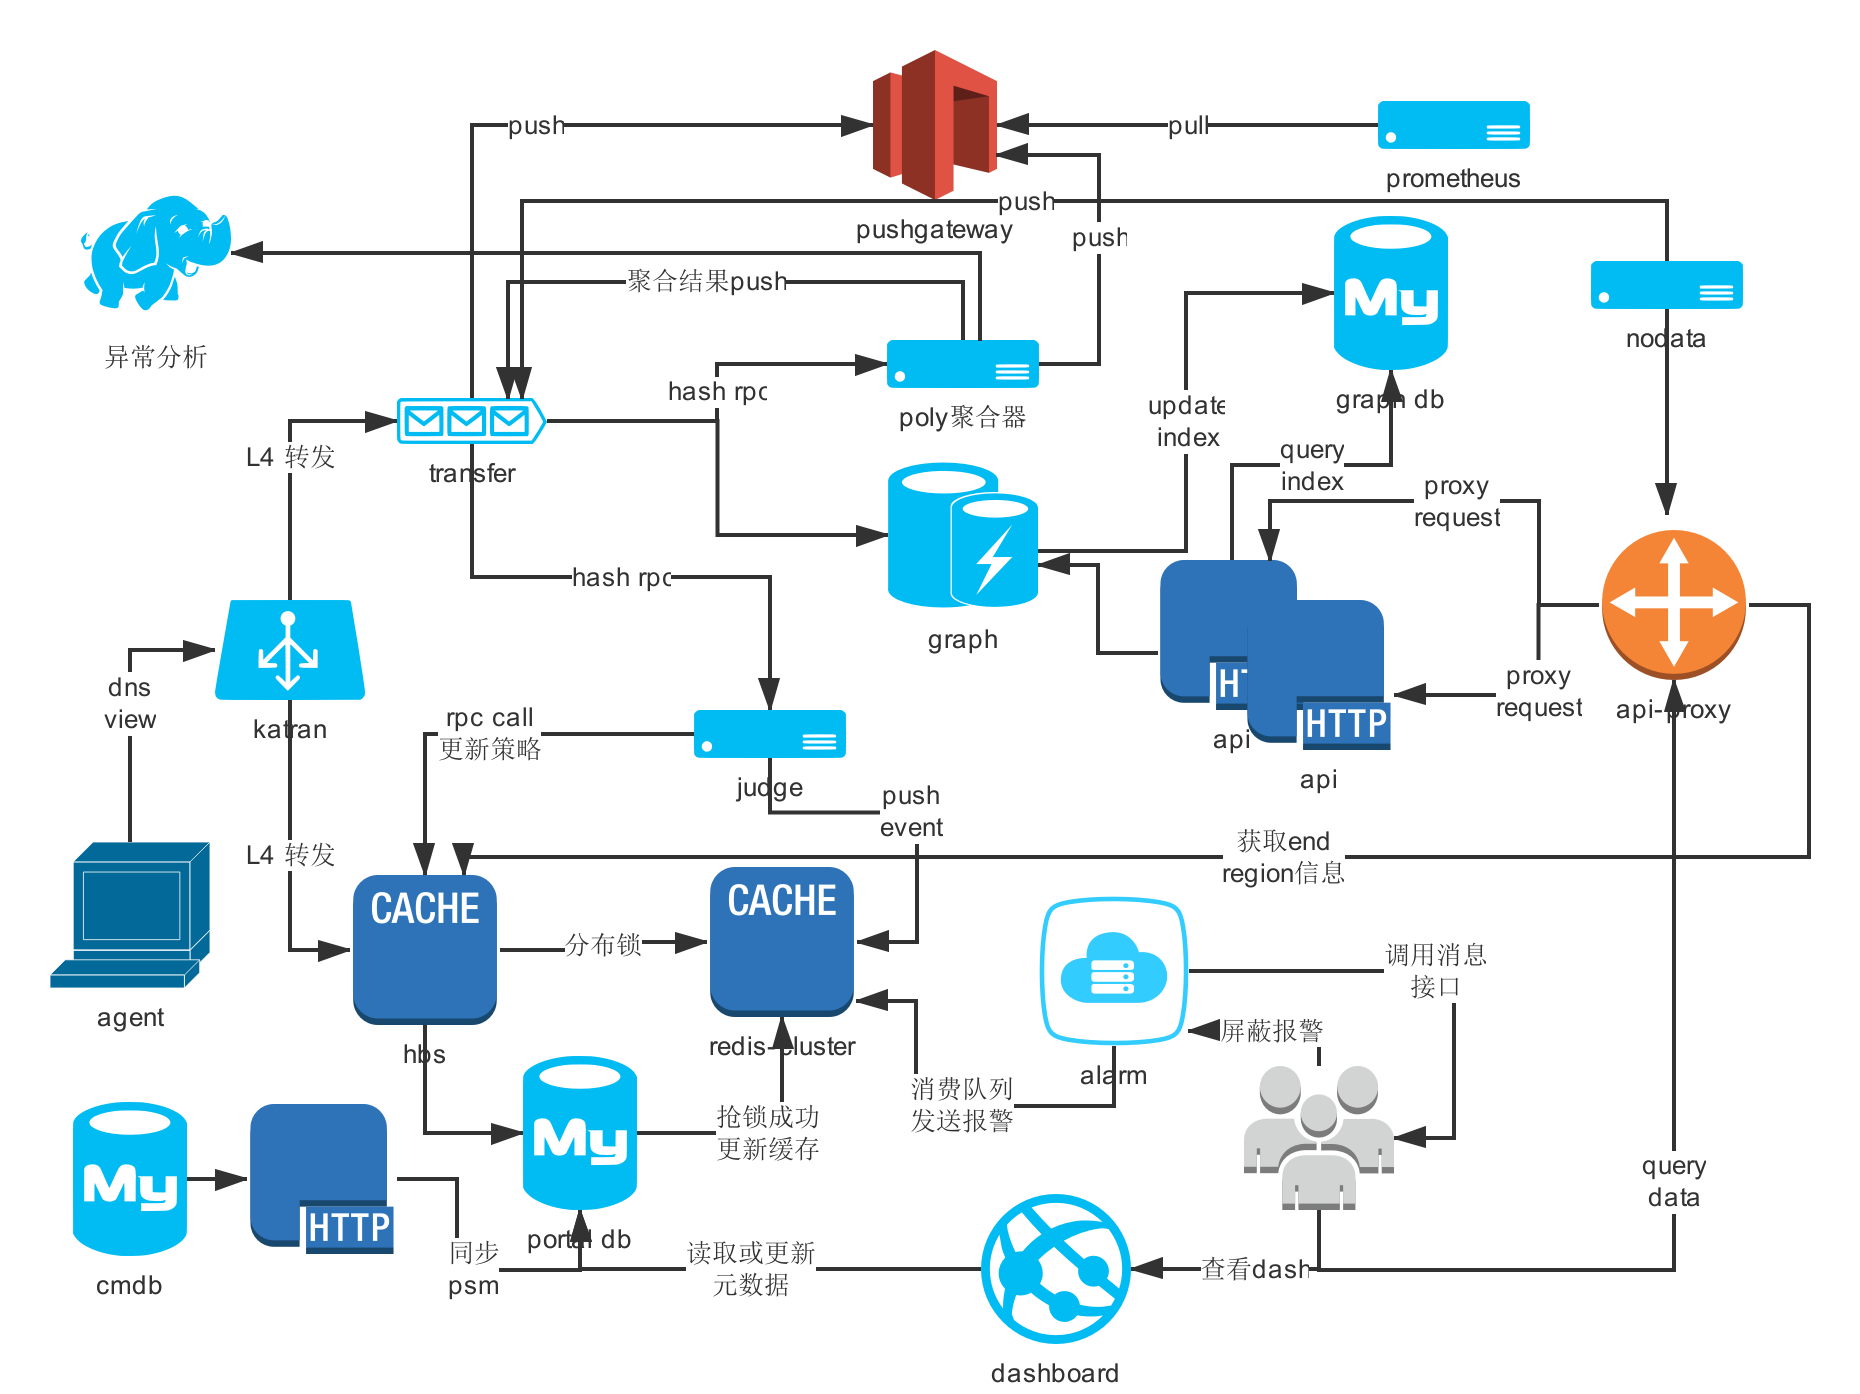 push
pull
prometheus
push
pushgateway
push
聚合结果push
异常分析
nodata
hash rpc
graph db
poly聚合器
update
index
L4 转发
transfer
query
index
proxy
request
hash rpc
graph
dns
view
katran
rpc call
更新策略
judge
push
event
HT
api
HTTP
api
proxy
request
api-proxy
L4 转发
获取end
region信息
CACHE
CACHE
分布锁
agent
hbs
redis-cluster
alarm
调用消息
接口
屏蔽报警
消费队列
发送报警
抢锁成功
更新缓存
My
My
My
HTTP
cmdb
同步
psm
portal db
读取或更新
元数据
查看dash
query
data
dashboard